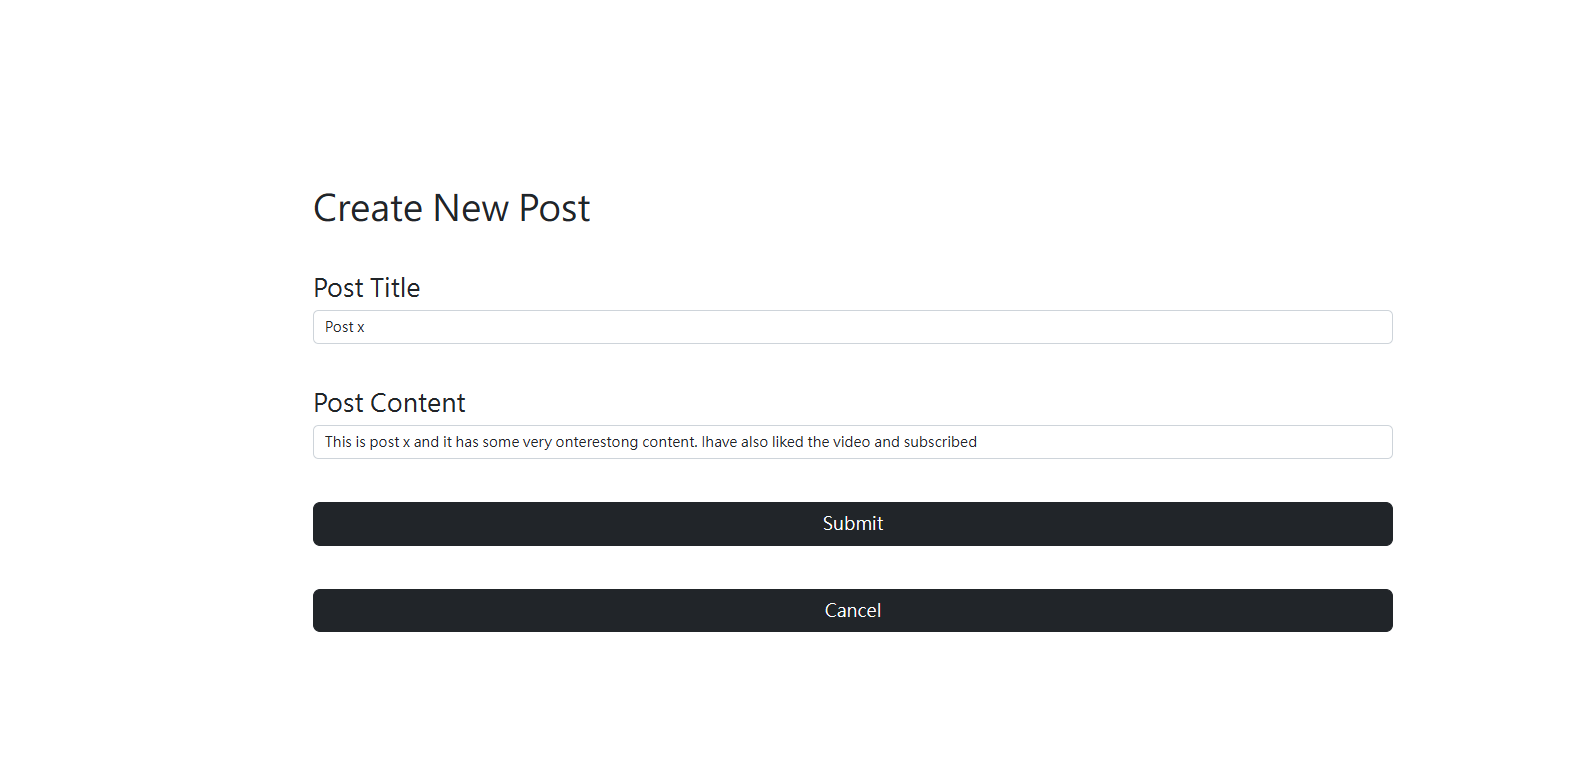 Create New Post
Post Title
Post x
Post Content
This is post x and it has some very onterestong content. Ihave also liked the video and subscribed
Submit
Cancel